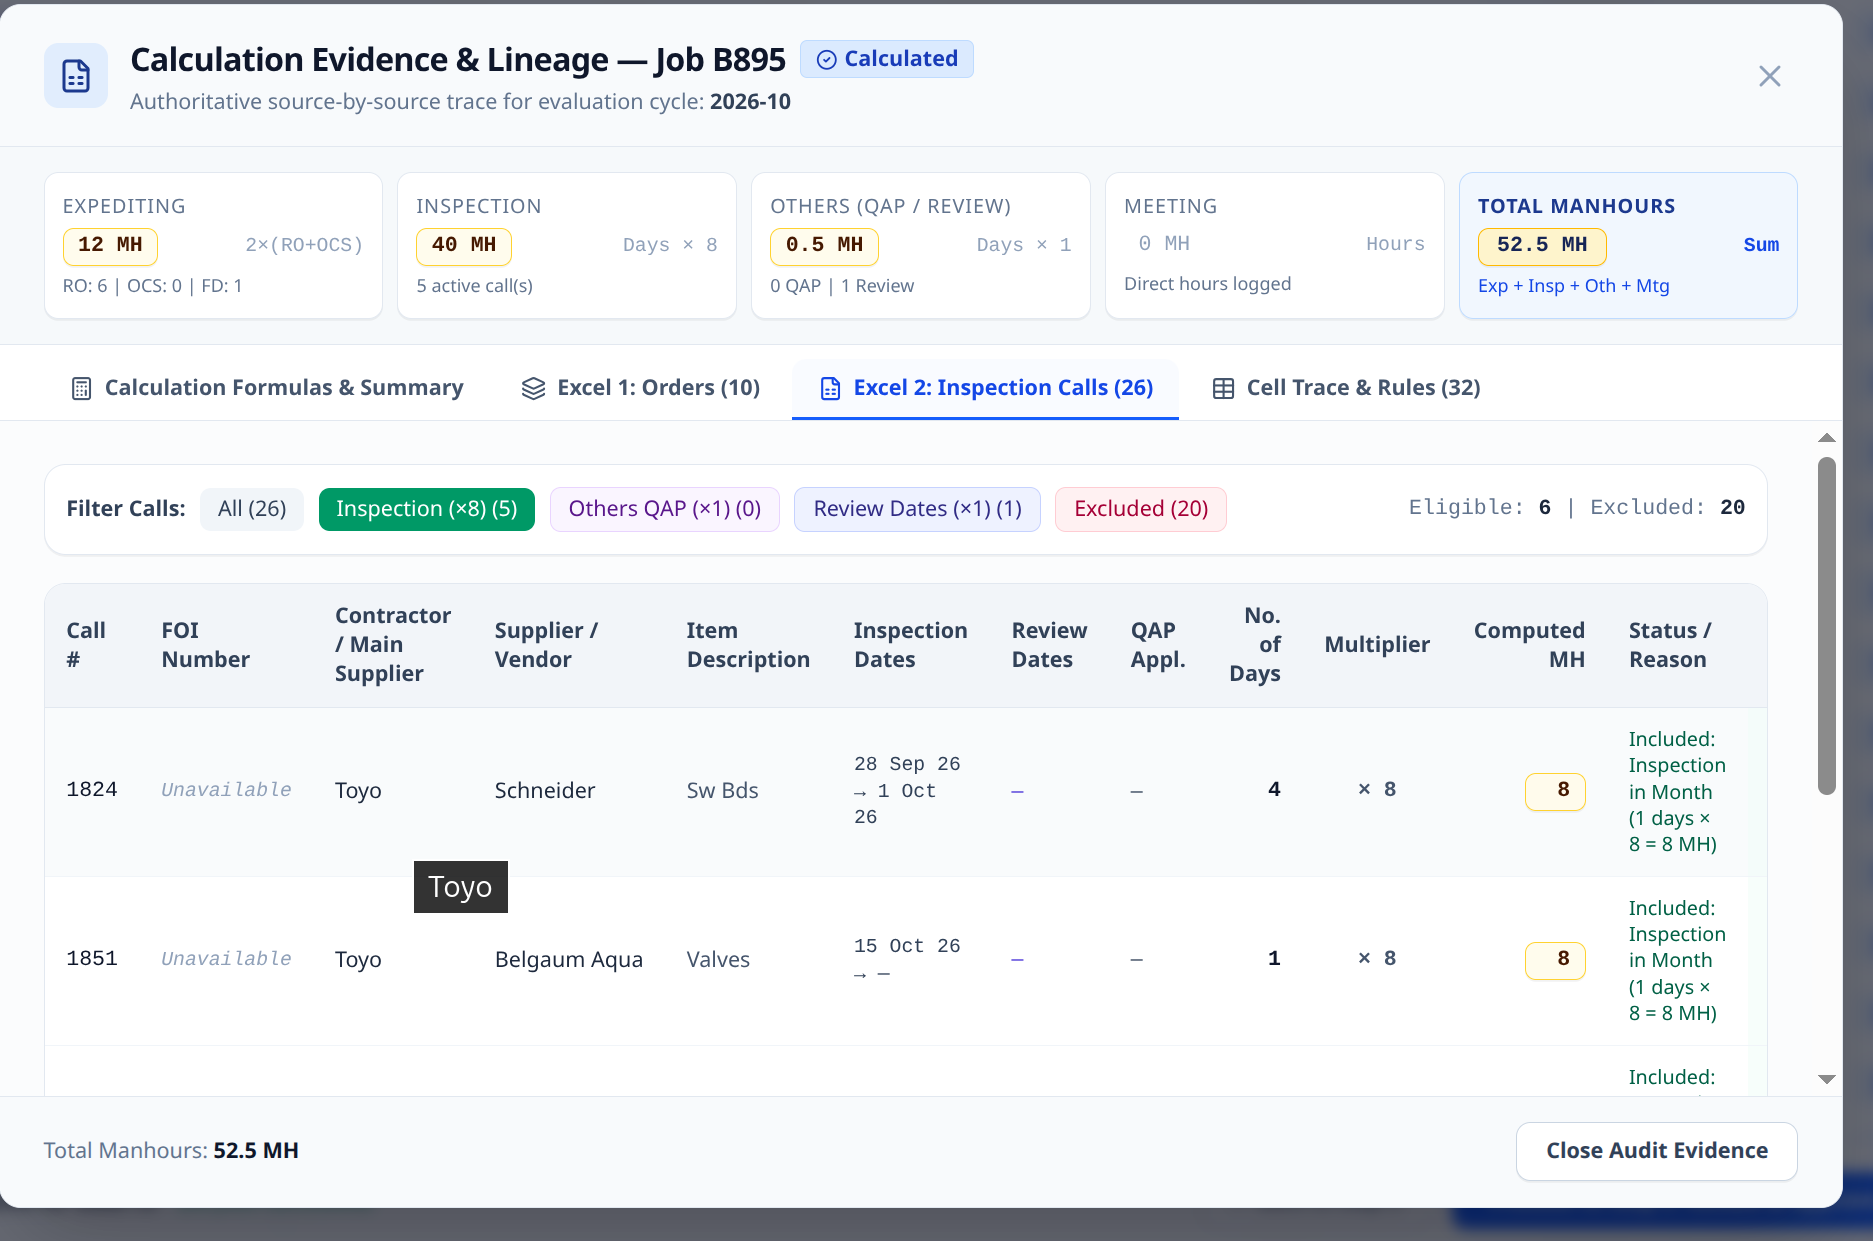 Calculation Evidence & Lineage — Job B895
Calculated
Authoritative source-by-source trace for evaluation cycle: 2026-10
EXPEDITING
12 MH 2×(RO+OCS)
RO: 6 | OCS: 0 | FD: 1
INSPECTION
40 MH Days × 8
5 active call(s)
OTHERS (QAP / REVIEW)
0.5 MH Days × 1
0 QAP | 1 Review
MEETING
0 MH Hours
Direct hours logged
TOTAL MANHOURS
52.5 MH Sum
Exp + Insp + Oth + Mtg
Calculation Formulas & Summary
Excel 1: Orders (10)
Excel 2: Inspection Calls (26)
Cell Trace & Rules (32)
Filter Calls: All (26) Inspection (×8) (5) Others QAP (×1) (0) Review Dates (×1) (1) Excluded (20)
Eligible: 6 | Excluded: 20
Call
#
FOI
Number
Contractor
/ Main
Supplier
Supplier /
Vendor
Item
Description
Inspection
Dates
Review
Dates
QAP
Appl.
No.
of
Days
Multiplier
Computed
MH
Status /
Reason
1824
Unavailable
Toyo
Schneider
Sw Bds
28 Sep 26
→ 1 Oct
26
—
—
4
× 8
8
Included:
Inspection
in Month
(1 days ×
8 = 8 MH)
Toyo
1851
Unavailable
Toyo
Belgaum Aqua
Valves
15 Oct 26
→ —
—
—
1
× 8
8
Included:
Inspection
in Month
(1 days ×
8 = 8 MH)
Included:
Total Manhours: 52.5 MH
Close Audit Evidence